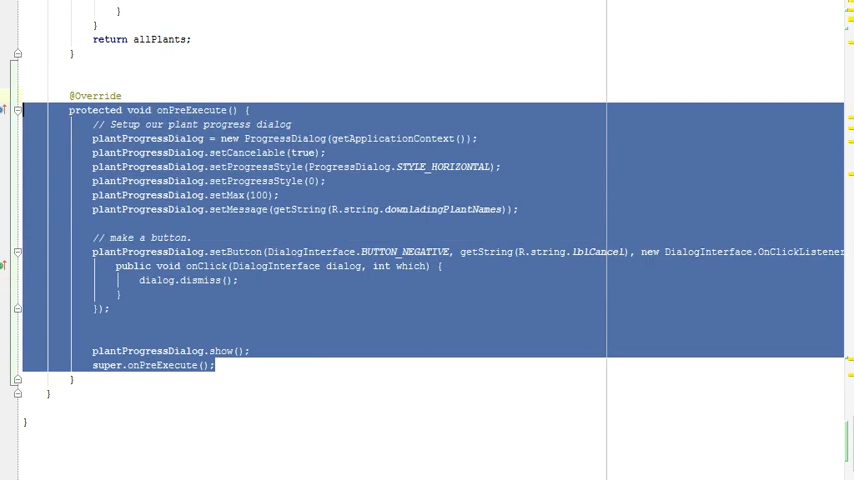 }
}
return allPlants;
}
@Override
protected void onPreExecute() {
// Setup our plant progress dialog
plantProgressDialog = new ProgressDialog(getApplicationContext());
plantProgressDialog.setCancelable(true);
plantProgressDialog.setProgressStyle(ProgressDialog.STYLE_HORIZONTAL);
plantProgressDialog.setProgressStyle(0);
plantProgressDialog.setMax(100);
plantProgressDialog.setMessage(getString(R.string.downladingPlantNames));
// make a button.
plantProgressDialog.setButton(DialogInterface.BUTTON_NEGATIVE, getString(R.string.lblCancel), new DialogInterface.OnClickListener
public void onClick(DialogInterface dialog, int which) {
dialog.dismiss();
}
});
plantProgressDialog.show();
super.onPreExecute();
}
}
}